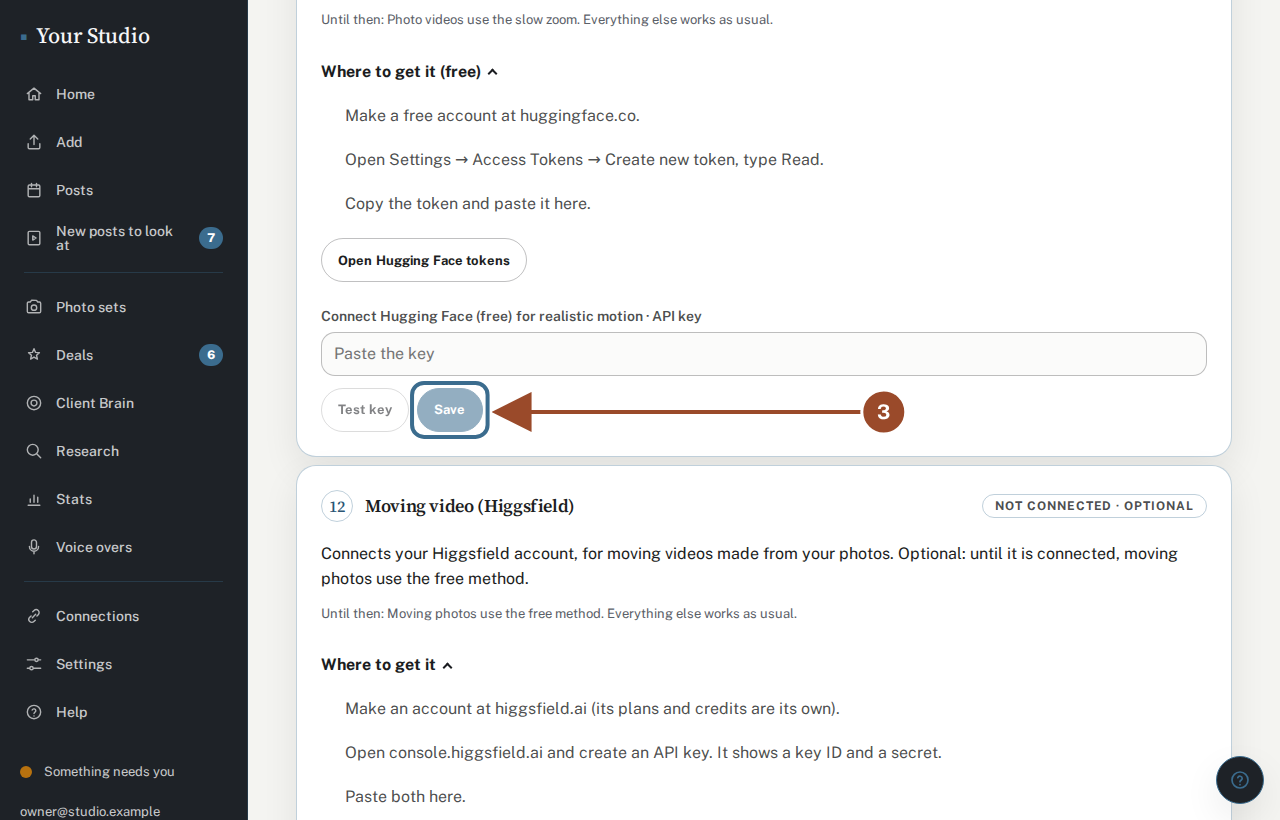 Your Studio
Home
Add
Posts
New posts to look
at
7
Photo sets
Deals
6
Client Brain
Research
Stats
Voice overs
Connections
Settings
Help
Something needs you
owner@studio.example
Until then: Photo videos use the slow zoom. Everything else works as usual.
Where to get it (free)
Make a free account at huggingface.co.
Open Settings → Access Tokens → Create new token, type Read.
Copy the token and paste it here.
Open Hugging Face tokens
Connect Hugging Face (free) for realistic motion · API key
Paste the key
Test key
Save
3
12
Moving video (Higgsfield)
NOT CONNECTED · OPTIONAL
Connects your Higgsfield account, for moving videos made from your photos. Optional: until it is connected, moving
photos use the free method.
Until then: Moving photos use the free method. Everything else works as usual.
Where to get it
Make an account at higgsfield.ai (its plans and credits are its own).
Open console.higgsfield.ai and create an API key. It shows a key ID and a secret.
Paste both here.